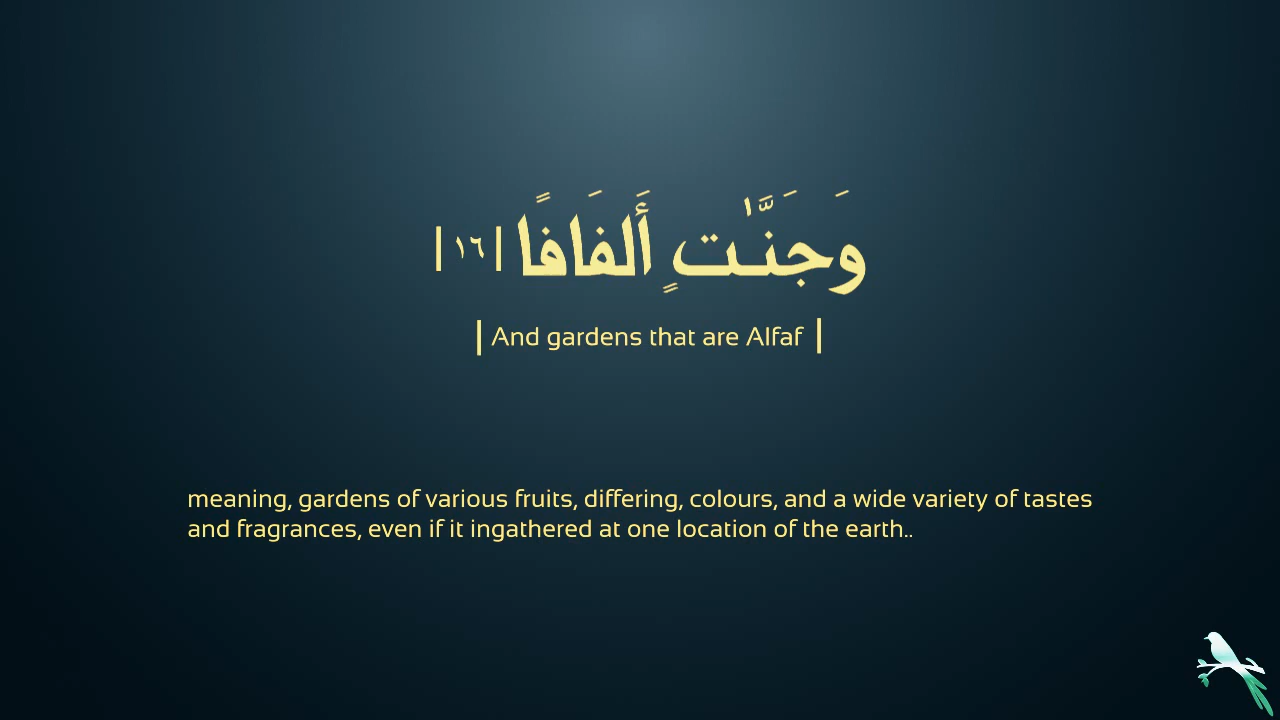 وَجَنَّٰتٍ أَلفَافًا |١٦|
| And gardens that are Alfaf |
meaning, gardens of various fruits, differing, colours, and a wide variety of tastes
and fragrances, even if it ingathered at one location of the earth..